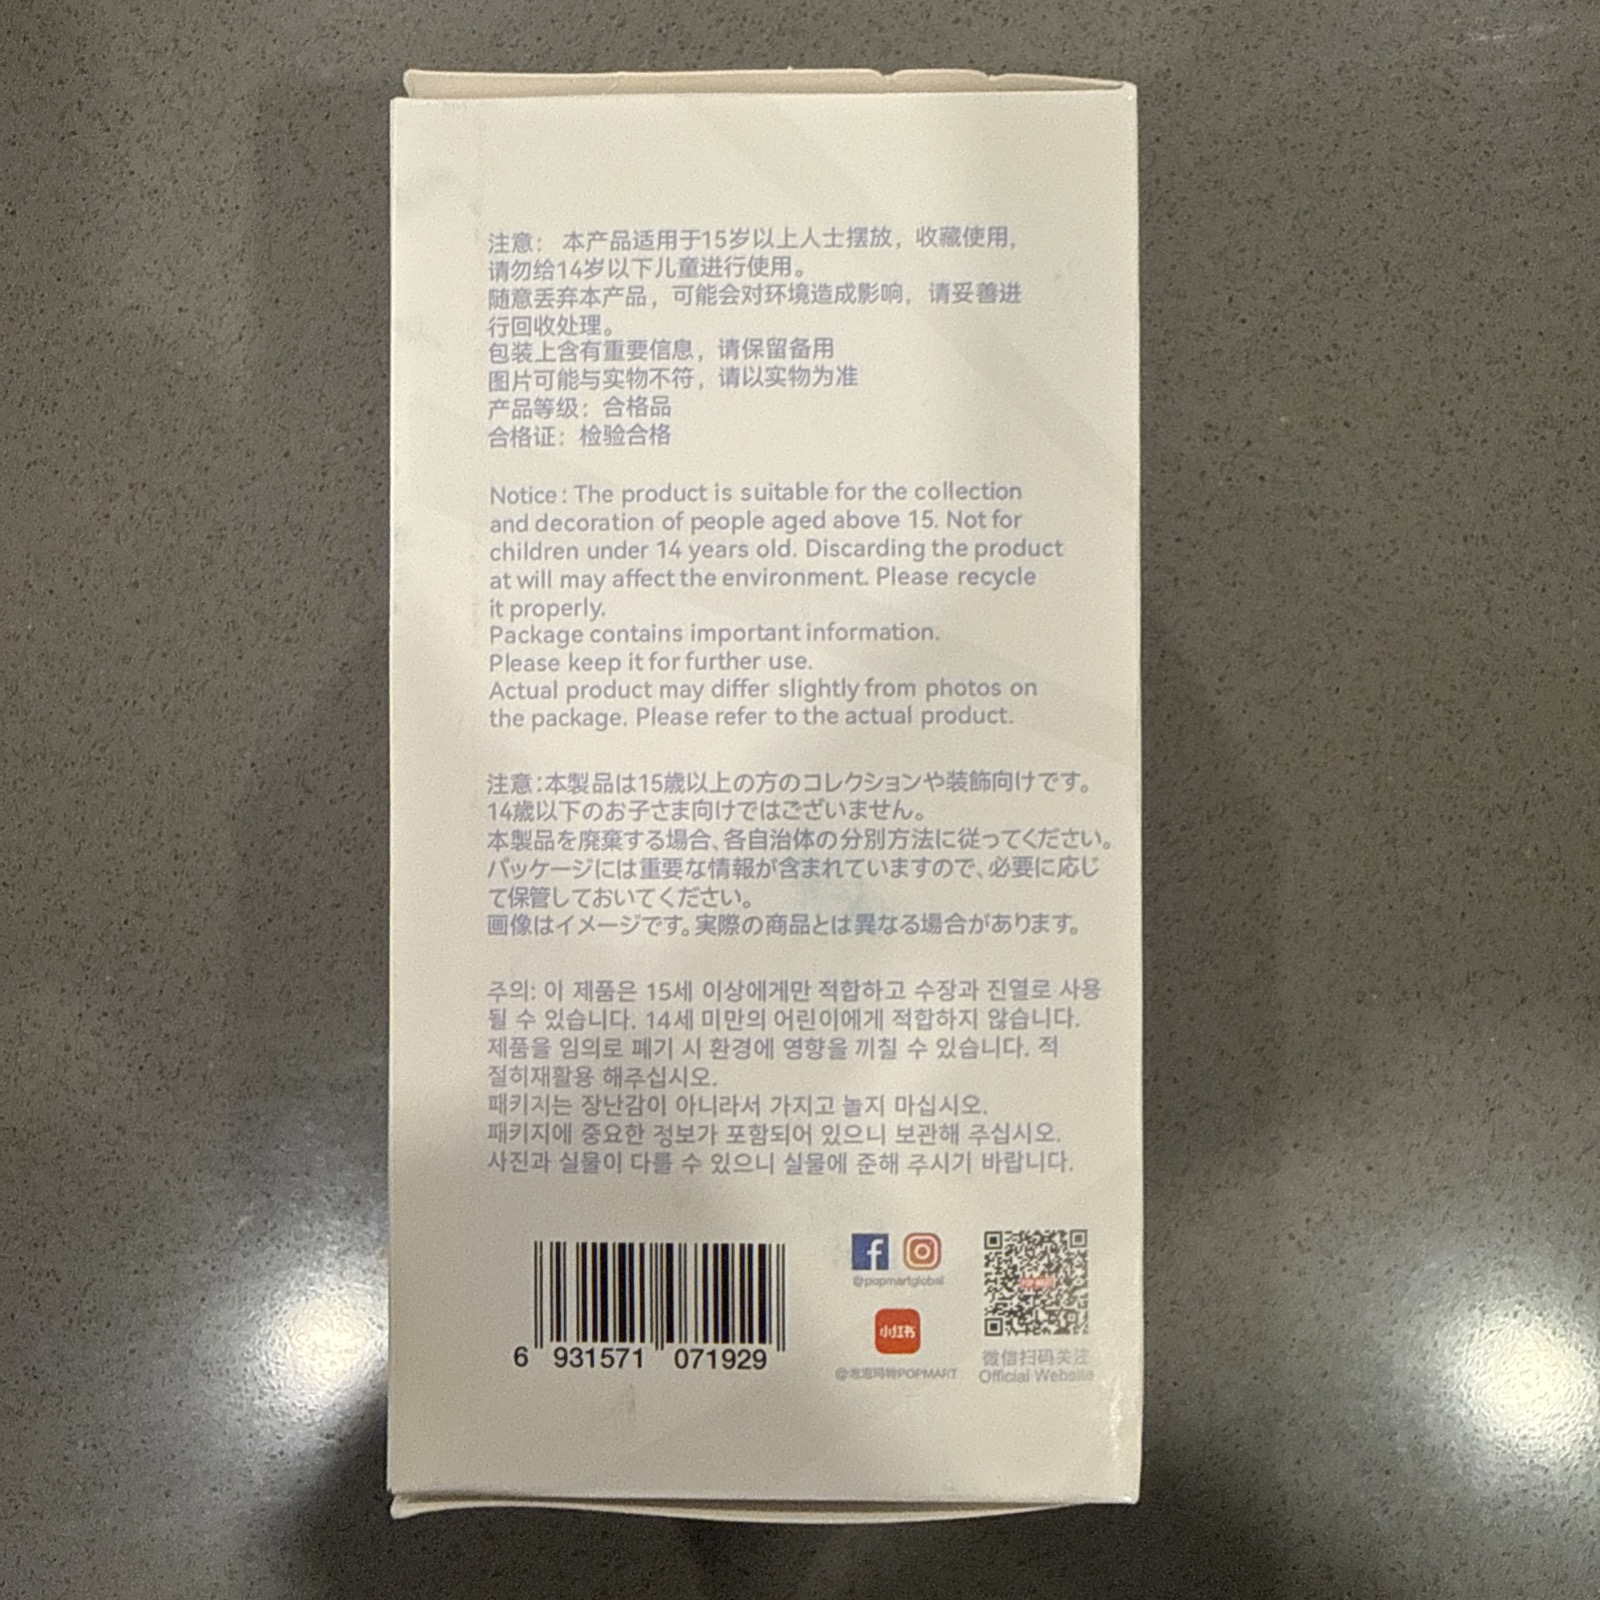 注意： 本产品适用于15岁以上人士摆放，收藏使用，
请勿给14岁以下儿童进行使用。
随意丢弃本产品，可能会对环境造成影响，请妥善进
行回收处理。
包装上含有重要信息，请保留备用
图片可能与实物不符，请以实物为准
产品等级：合格品
合格证：检验合格
Notice : The product is suitable for the collection
and decoration of people aged above 15. Not for
children under 14 years old. Discarding the product
at will may affect the environment. Please recycle
it properly.
Package contains important information.
Please keep it for further use.
Actual product may differ slightly from photos on
the package. Please refer to the actual product.
注意：本製品は15歳以上の方のコレクションや装飾向けです。
14歳以下のお子さま向けではございません。
本製品を廃棄する場合、各自治体の分別方法に従ってください。
パッケージには重要な情報が含まれていますので、必要に応じ
て保管しておいてください。
画像はイメージです。実際の商品とは異なる場合があります。
주의: 이 제품은 15세 이상에게만 적합하고 수장과 진열로 사용
될 수 있습니다. 14세 미만의 어린이에게 적합하지 않습니다.
제품을 임의로 폐기 시 환경에 영향을 끼칠 수 있습니다. 적
절히재활용 해주십시오.
패키지는 장난감이 아니라서 가지고 놀지 마십시오.
패키지에 중요한 정보가 포함되어 있으니 보관해 주십시오.
사진과 실물이 다를 수 있으니 실물에 준해 주시기 바랍니다.
6 931571 071929
@popmartglobal
小红书
@泡泡玛特POPMART
POP MART
微信扫码关注
Official Website